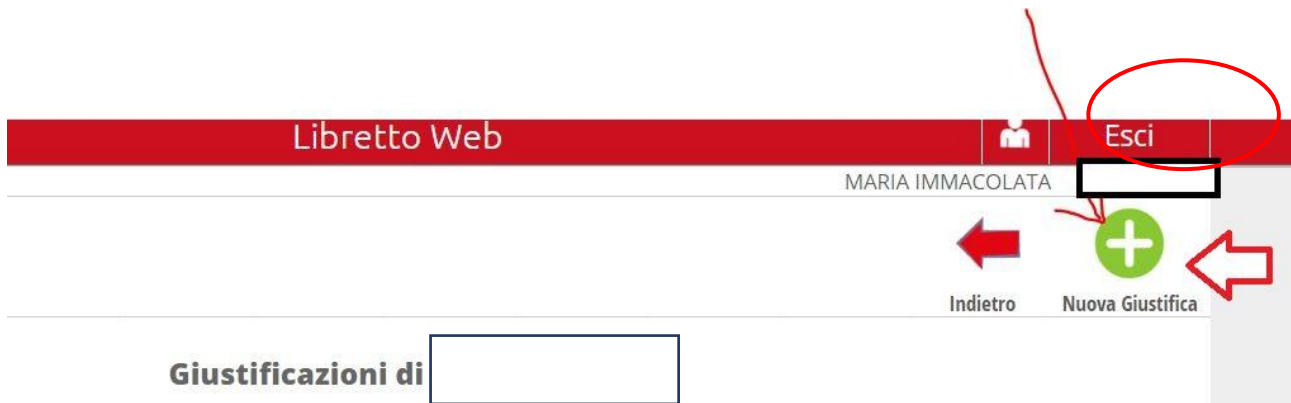 Libretto Web Esci
MARIA IMMACOLATA
Indietro Nuova Giustifica
Giustificazioni di